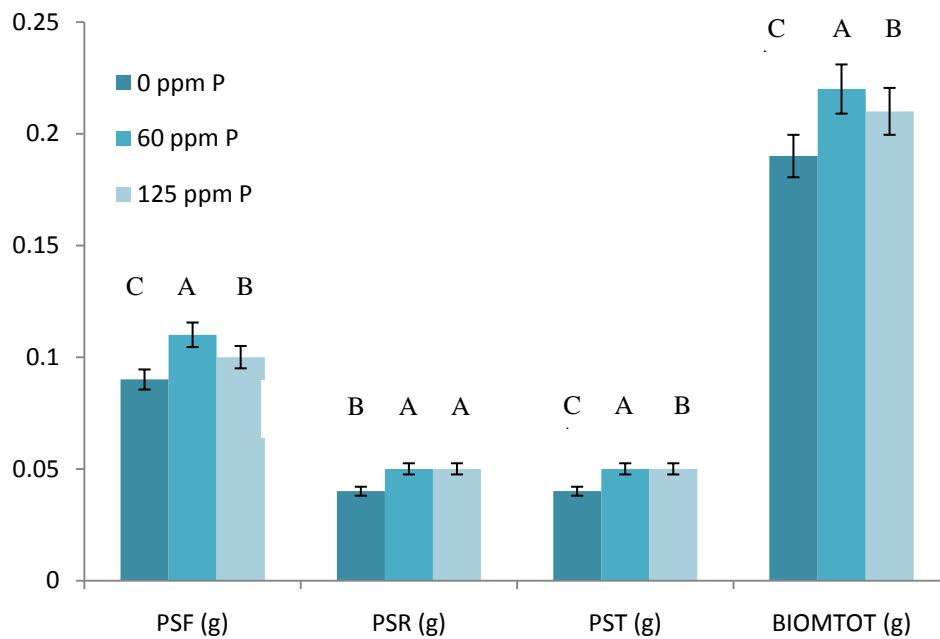 0.25
0.2
0.15
0.1
0.05
0
0 ppm P
60 ppm P
125 ppm P
C A B
C A B
B A A
C A B
PSF (g) PSR (g) PST (g) BIOMTOT (g)